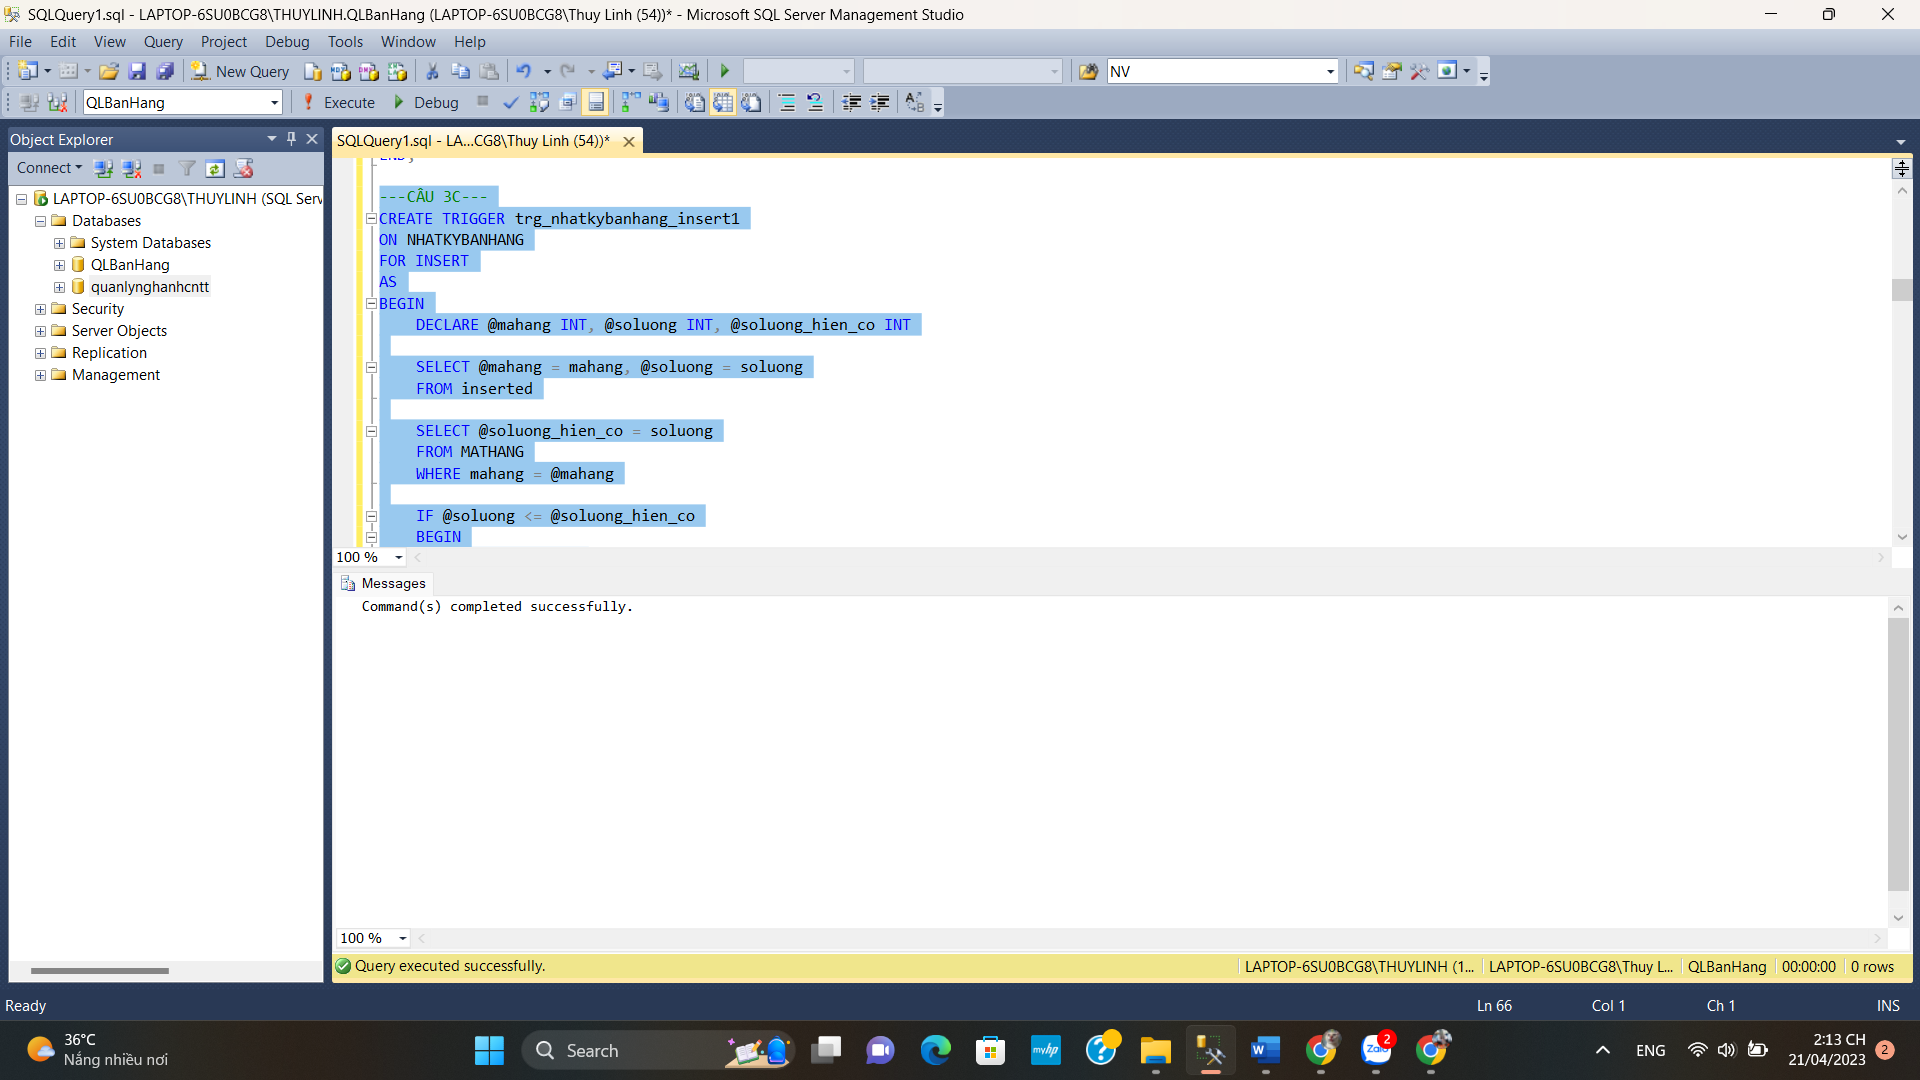 SQLQuery1.sql - LAPTOP-6SU0BCG8\THUYLINH.QLBanHang (LAPTOP-6SU0BCG8\Thuy Linh (54))* - Microsoft SQL Server Management Studio
File Edit View Query Project Debug Tools Window Help
New Query NV
QLBanHang Execute Debug
Object Explorer
Connect
LAPTOP-6SU0BCG8\THUYLINH (SQL Serv
Databases
System Databases
QLBanHang
quanlynghanhcntt
Security
Server Objects
Replication
Management
SQLQuery1.sql - LA...CG8\Thuy Linh (54))*
END;
---CÂU 3C---
CREATE TRIGGER trg_nhatkybanhang_insert1
ON NHATKYBANHANG
FOR INSERT
AS
BEGIN
DECLARE @mahang INT, @soluong INT, @soluong_hien_co INT
SELECT @mahang = mahang, @soluong = soluong
FROM inserted
SELECT @soluong_hien_co = soluong
FROM MATHANG
WHERE mahang = @mahang
IF @soluong <= @soluong_hien_co
BEGIN
100 %
Messages
Command(s) completed successfully.
100 %
Query executed successfully. LAPTOP-6SU0BCG8\THUYLINH (1... LAPTOP-6SU0BCG8\Thuy L... QLBanHang 00:00:00 0 rows
Ready Ln 66 Col 1 Ch 1 INS
36°C
Nắng nhiều nơi
Search
myhp
Zalo
2
ENG
2:13 CH
21/04/2023
2